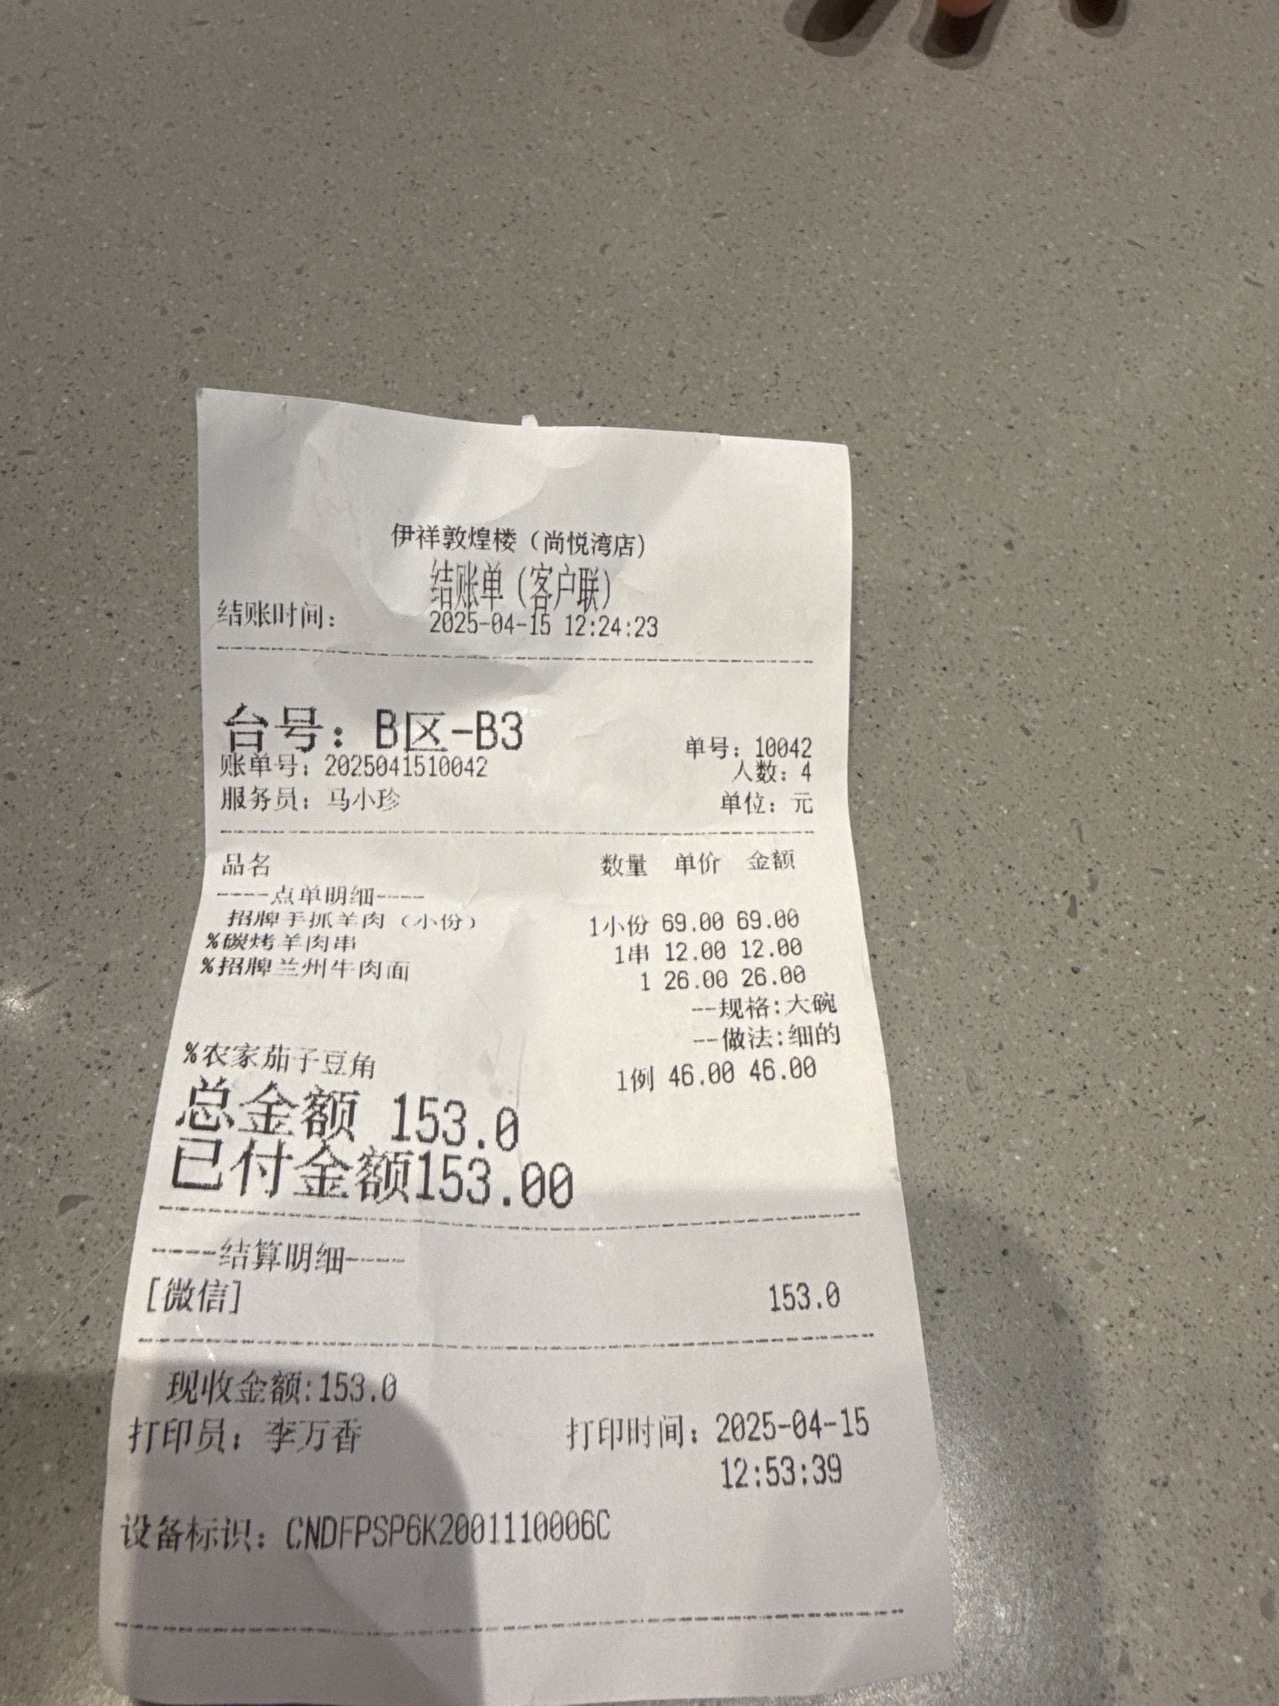 伊祥敦煌楼（尚悦湾店）
结账单（客户联）
结账时间： 2025-04-15 12:24:23
台号：B区-B3
单号：10042
账单号：2025041510042 人数：4
服务员：马小珍 单位：元
品名 数量 单价 金额
----点单明细----
招牌手抓羊肉（小份） 1小份 69.00 69.00
%碳烤羊肉串 1串 12.00 12.00
%招牌兰州牛肉面 1 26.00 26.00
--规格:大碗
--做法:细的
%农家茄子豆角 1例 46.00 46.00
总金额 153.0
已付金额153.00
----结算明细----
[微信] 153.0
现收金额:153.0
打印员：李万香 打印时间：2025-04-15
12:53:39
设备标识：CNDFPSP6K2001110006C